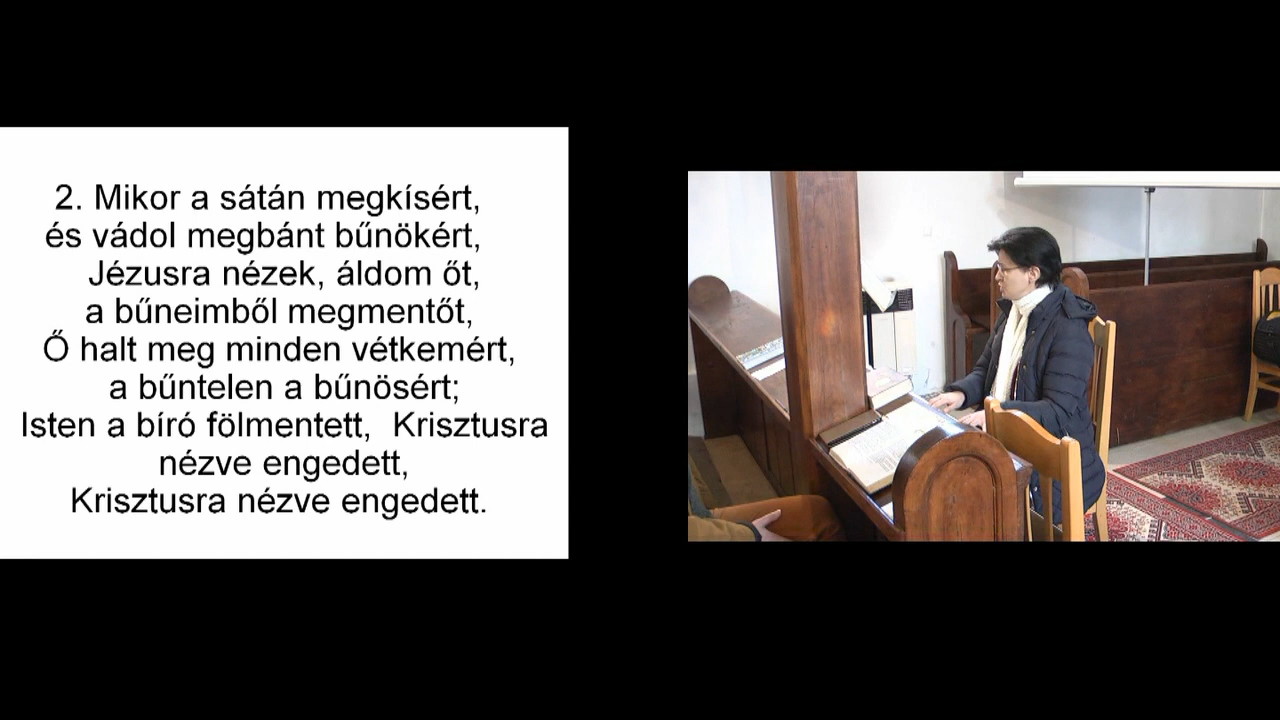 2. Mikor a sátán megkísért,
és vádol megbánt bűnökért,
Jézusra nézek, áldom őt,
a bűneimből megmentőt,
Ő halt meg minden vétkemért,
a bűntelen a bűnösért;
Isten a bíró fölmentett, Krisztusra
nézve engedett,
Krisztusra nézve engedett.